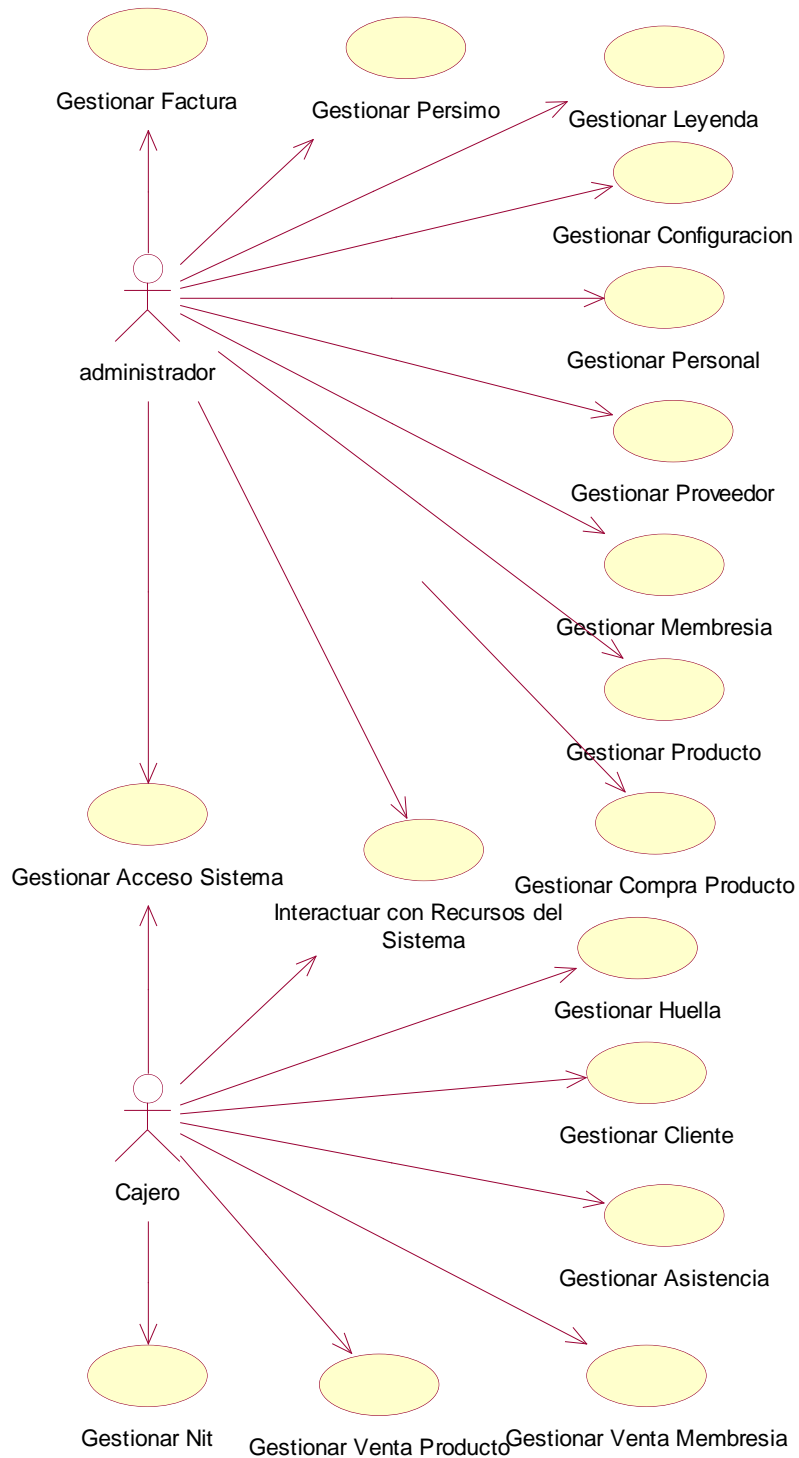 Gestionar Factura
Gestionar Persimo
Gestionar Leyenda
Gestionar Configuracion
Gestionar Personal
administrador
Gestionar Proveedor
Gestionar Membresia
Gestionar Producto
Gestionar Acceso Sistema
Gestionar Compra Producto
Interactuar con Recursos del
Sistema
Gestionar Huella
Gestionar Cliente
Cajero
Gestionar Asistencia
Gestionar Nit
Gestionar Venta Producto
Gestionar Venta Membresia